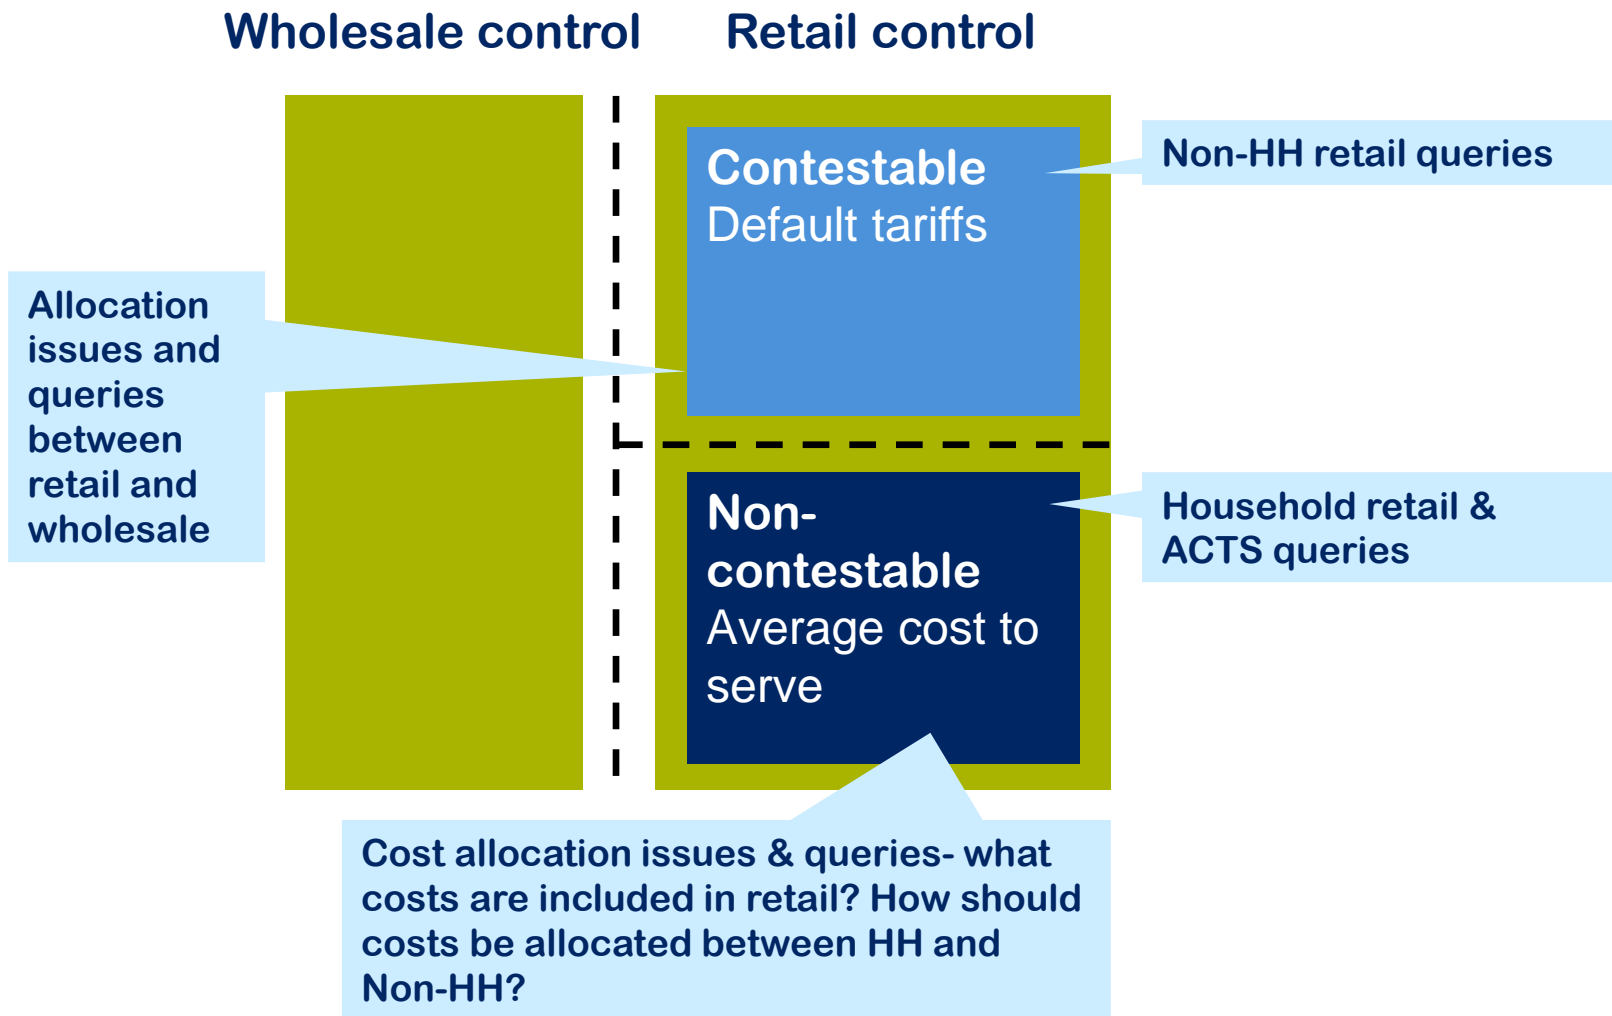 Wholesale control
Retail control
Contestable
Default tariffs
Non-HH retail queries
Allocation
issues and
queries
between
retail and
wholesale
Non-
contestable
Average cost to
serve
Household retail &
ACTS queries
Cost allocation issues & queries- what
costs are included in retail? How should
costs be allocated between HH and
Non-HH?